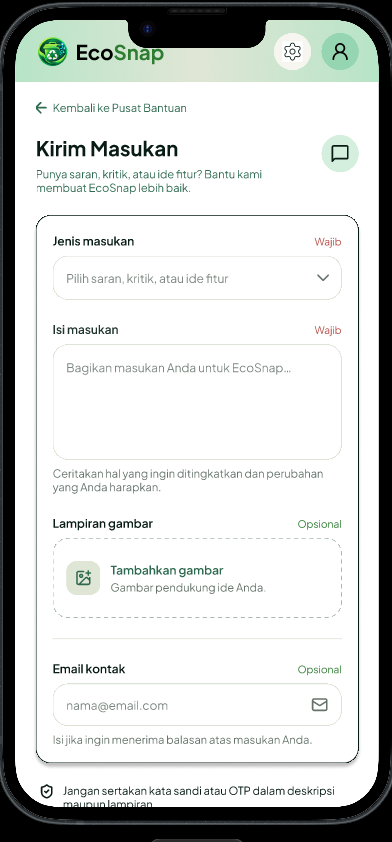 EcoSnap
Kembali ke Pusat Bantuan
Kirim Masukan
Punya saran, kritik, atau ide fitur? Bantu kami
membuat EcoSnap lebih baik.
Jenis masukan Wajib
Pilih saran, kritik, atau ide fitur
Isi masukan Wajib
Bagikan masukan Anda untuk EcoSnap...
Ceritakan hal yang ingin ditingkatkan dan perubahan
yang Anda harapkan.
Lampiran gambar Opsional
Tambahkan gambar
Gambar pendukung ide Anda.
Email kontak Opsional
nama@email.com
Isi jika ingin menerima balasan atas masukan Anda.
Jangan sertakan kata sandi atau OTP dalam deskripsi
maupun lampiran